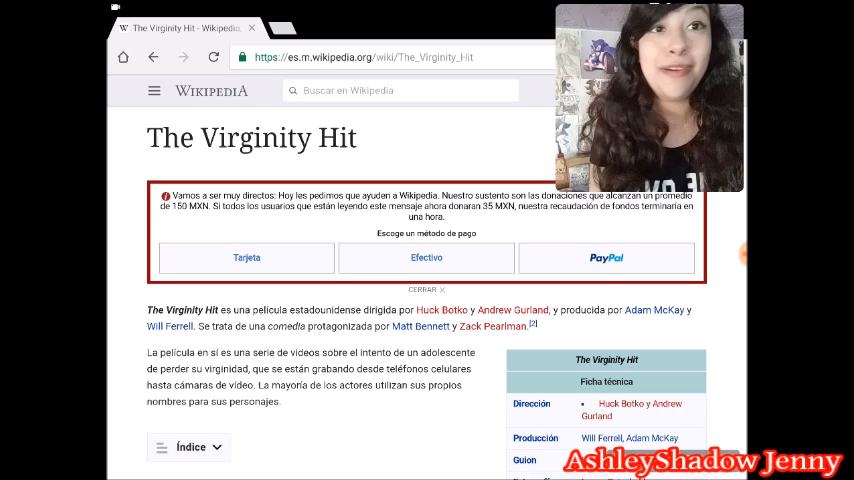 The Virginity Hit - Wikipedia,
https://es.m.wikipedia.org/wiki/The_Virginity_Hit
WIKIPEDIA
Buscar en Wikipedia
The Virginity Hit
Vamos a ser muy directos: Hoy les pedimos que ayuden a Wikipedia. Nuestro sustento son las donaciones que alcanzan un promedio
de 150 MXN. Si todos los usuarios que están leyendo este mensaje ahora donaran 35 MXN, nuestra recaudación de fondos terminaría
en una hora.
Escoge un método de pago
Tarjeta
Efectivo
PayPal
CERRAR
The Virginity Hit es una película estadounidense dirigida por Huck Botko y Andrew Gurland, y producida por Adam McKay y
Will Ferrell. Se trata de una comedia protagonizada por Matt Bennett y Zack Pearlman.[2]
La película en sí es una serie de videos sobre el intento de un adolescente
de perder su virginidad, que se están grabando desde teléfonos celulares
hasta cámaras de vídeo. La mayoría de los actores utilizan sus propios
nombres para sus personajes.
Índice
The Virginity Hit
Ficha técnica
Dirección
• Huck Botko y Andrew
Gurland
Producción
Will Ferrell, Adam McKay
Guion
AshleyShadow Jenny